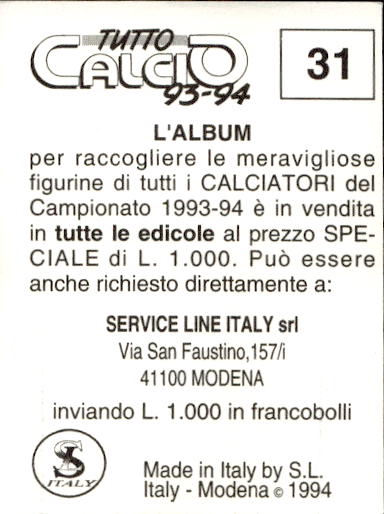 TUTTO
CALCIO
93-94
31
L'ALBUM
per raccogliere le meravigliose
figurine di tutti i CALCIATORI del
Campionato 1993-94 è in vendita
in tutte le edicole al prezzo SPE-
CIALE di L. 1.000. Può essere
anche richiesto direttamente a:
SERVICE LINE ITALY srl
Via San Faustino,157/i
41100 MODENA
inviando L. 1.000 in francobolli
SL
ITALY
Made in Italy by S.L.
Italy - Modena © 1994